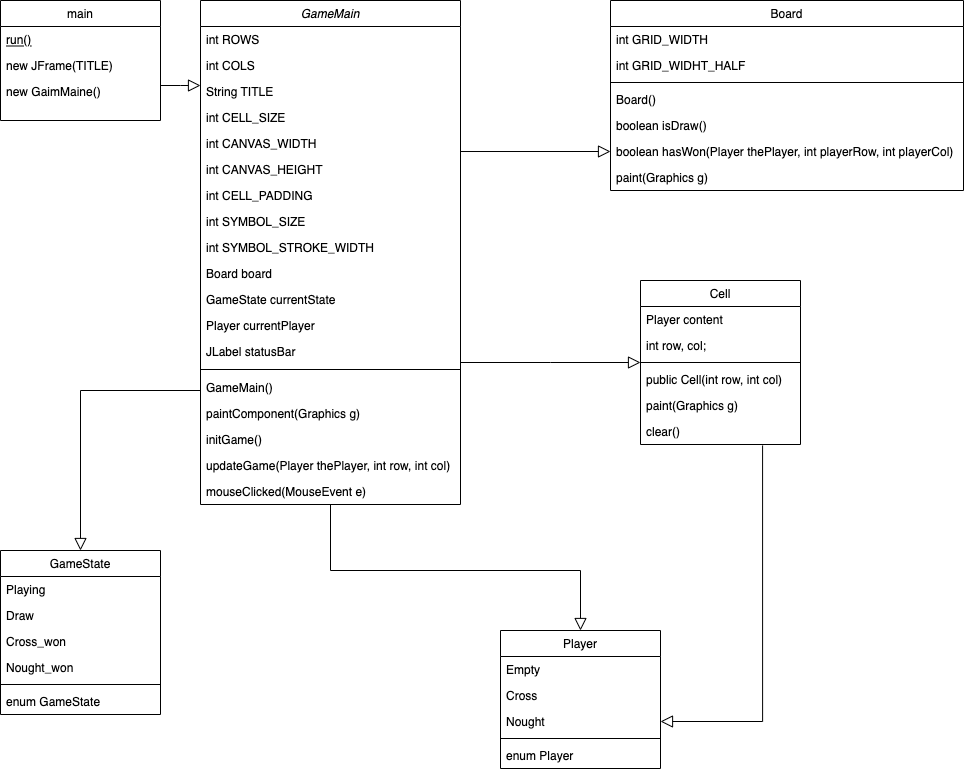 main
run()
new JFrame(TITLE)
new GaimMaine()
GameMain
int ROWS
int COLS
String TITLE
int CELL_SIZE
int CANVAS_WIDTH
int CANVAS_HEIGHT
int CELL_PADDING
int SYMBOL_SIZE
int SYMBOL_STROKE_WIDTH
Board board
GameState currentState
Player currentPlayer
JLabel statusBar
GameMain()
paintComponent(Graphics g)
initGame()
updateGame(Player thePlayer, int row, int col)
mouseClicked(MouseEvent e)
Board
int GRID_WIDTH
int GRID_WIDHT_HALF
Board()
boolean isDraw()
boolean hasWon(Player thePlayer, int playerRow, int playerCol)
paint(Graphics g)
Cell
Player content
int row, col;
public Cell(int row, int col)
paint(Graphics g)
clear()
GameState
Playing
Draw
Cross_won
Nought_won
enum GameState
Player
Empty
Cross
Nought
enum Player